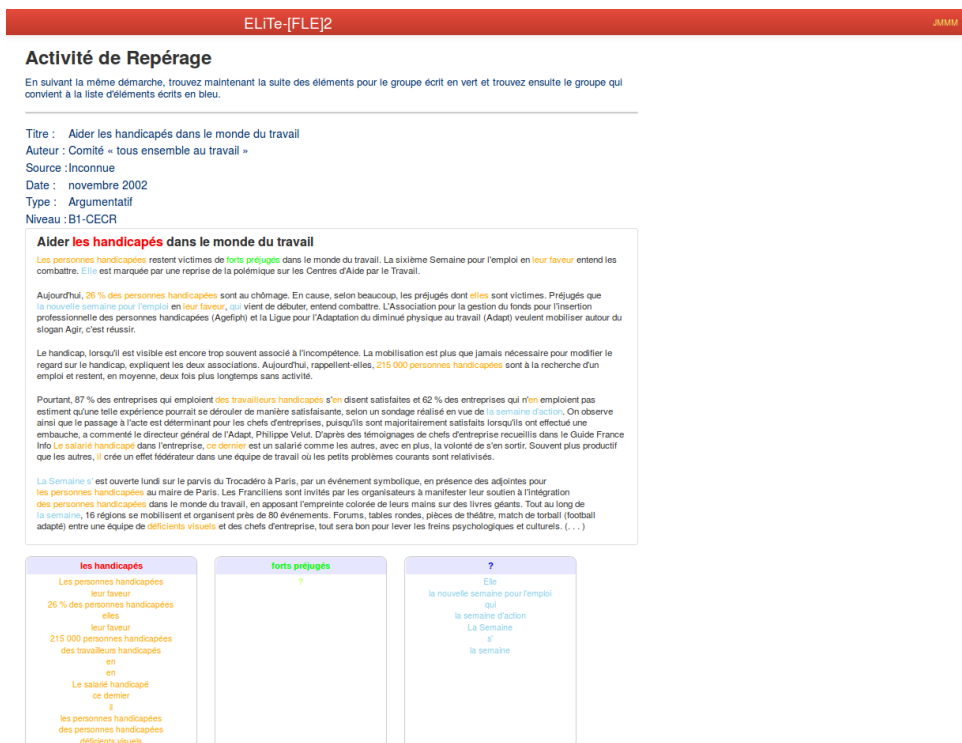 ELiTe-[FLE]2
JMMM
Activité de Repérage
En suivant la même démarche, trouvez maintenant la suite des éléments pour le groupe écrit en vert et trouvez ensuite le groupe qui
convient à la liste d'éléments écrits en bleu.
Titre : Aider les handicapés dans le monde du travail
Auteur : Comité « tous ensemble au travail »
Source :Inconnue
Date : novembre 2002
Type : Argumentatif
Niveau : B1-CECR
Aider les handicapés dans le monde du travail
Les personnes handicapées restent victimes de forts préjugés dans le monde du travail. La sixième Semaine pour l'emploi en leur faveur entend les
combattre. Elle est marquée par une reprise de la polémique sur les Centres d'Aide par le Travail.
Aujourd'hui, 26 % des personnes handicapées sont au chômage. En cause, selon beaucoup, les préjugés dont elles sont victimes. Préjugés que
la nouvelle semaine pour l'emploi en leur faveur, qui vient de débuter, entend combattre. L'Association pour la gestion du fonds pour l'insertion
professionnelle des personnes handicapées (Agefiph) et la Ligue pour l'Adaptation du diminué physique au travail (Adapt) veulent mobiliser autour du
slogan Agir, c'est réussir.
Le handicap, lorsqu'il est visible est encore trop souvent associé à l'incompétence. La mobilisation est plus que jamais nécessaire pour modifier le
regard sur le handicap, expliquent les deux associations. Aujourd'hui, rappellent-elles, 215 000 personnes handicapées sont à la recherche d'un
emploi et restent, en moyenne, deux fois plus longtemps sans activité.
Pourtant, 87 % des entreprises qui emploient des travailleurs handicapés s'en disent satisfaites et 62 % des entreprises qui n'en emploient pas
estiment qu'une telle expérience pourrait se dérouler de manière satisfaisante, selon un sondage réalisé en vue de la semaine d'action. On observe
ainsi que le passage à l'acte est déterminant pour les chefs d'entreprises, puisqu'ils sont majoritairement satisfaits lorsqu'ils ont effectué une
embauche, a commenté le directeur général de l'Adapt, Philippe Velut. D'après des témoignages de chefs d'entreprise recueillis dans le Guide France
Info Le salarié handicapé dans l'entreprise, ce dernier est un salarié comme les autres, avec en plus, la volonté de s'en sortir. Souvent plus productif
que les autres, il crée un effet fédérateur dans une équipe de travail où les petits problèmes courants sont relativisés.
La Semaine s' est ouverte lundi sur le parvis du Trocadéro à Paris, par un événement symbolique, en présence des adjointes pour
les personnes handicapées au maire de Paris. Les Franciliens sont invités par les organisateurs à manifester leur soutien à l'intégration
des personnes handicapées dans le monde du travail, en apposant l'empreinte colorée de leurs mains sur des livres géants. Tout au long de
la semaine, 16 régions se mobilisent et organisent près de 80 événements. Forums, tables rondes, pièces de théâtre, match de torball (football
adapté) entre une équipe de déficients visuels et des chefs d'entreprise, tout sera bon pour lever les freins psychologiques et culturels. (. . . )
les handicapés
Les personnes handicapées
leur faveur
26 % des personnes handicapées
elles
leur faveur
215 000 personnes handicapées
des travailleurs handicapés
en
en
Le salarié handicapé
ce dernier
il
les personnes handicapées
des personnes handicapées
déficients visuels
forts préjugés
?
?
Elle
la nouvelle semaine pour l'emploi
qui
la semaine d'action
La Semaine
s'
la semaine